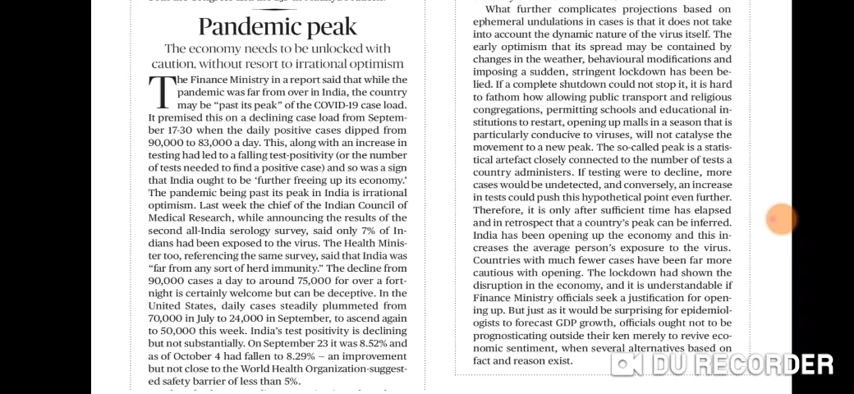 Pandemic peak
The economy needs to be unlocked with
caution, without resort to irrational optimism
The Finance Ministry in a report said that while the
pandemic was far from over in India, the country
may be “past its peak” of the COVID-19 case load.
It premised this on a declining case load from Septem-
ber 17-30 when the daily positive cases dipped from
90,000 to 83,000 a day. This, along with an increase in
testing had led to a falling test-positivity (or the number
of tests needed to find a positive case) and so was a sign
that India ought to be ‘further freeing up its economy.’
The pandemic being past its peak in India is irrational
optimism. Last week the chief of the Indian Council of
Medical Research, while announcing the results of the
second all-India serology survey, said only 7% of In-
dians had been exposed to the virus. The Health Minis-
ter too, referencing the same survey, said that India was
“far from any sort of herd immunity.” The decline from
90,000 cases a day to around 75,000 for over a fort-
night is certainly welcome but can be deceptive. In the
United States, daily cases steadily plummeted from
70,000 in July to 24,000 in September, to ascend again
to 50,000 this week. India’s test positivity is declining
but not substantially. On September 23 it was 8.52% and
as of October 4 had fallen to 8.29% – an improvement
but not close to the World Health Organization-suggest-
ed safety barrier of less than 5%.
What further complicates projections based on
ephemeral undulations in cases is that it does not take
into account the dynamic nature of the virus itself. The
early optimism that its spread may be contained by
changes in the weather, behavioural modifications and
imposing a sudden, stringent lockdown has been be-
lied. If a complete shutdown could not stop it, it is hard
to fathom how allowing public transport and religious
congregations, permitting schools and educational in-
stitutions to restart, opening up malls in a season that is
particularly conducive to viruses, will not catalyse the
movement to a new peak. The so-called peak is a statis-
tical artefact closely connected to the number of tests a
country administers. If testing were to decline, more
cases would be undetected, and conversely, an increase
in tests could push this hypothetical point even further.
Therefore, it is only after sufficient time has elapsed
and in retrospect that a country’s peak can be inferred.
India has been opening up the economy and this in-
creases the average person’s exposure to the virus.
Countries with much fewer cases have been far more
cautious with opening. The lockdown had shown the
disruption in the economy, and it is understandable if
Finance Ministry officials seek a justification for open-
ing up. But just as it would be surprising for epidemiol-
ogists to forecast GDP growth, officials ought not to be
prognosticating outside their ken merely to revive eco-
nomic sentiment, when several alternatives based on
fact and reason exist.
DU RECORDER